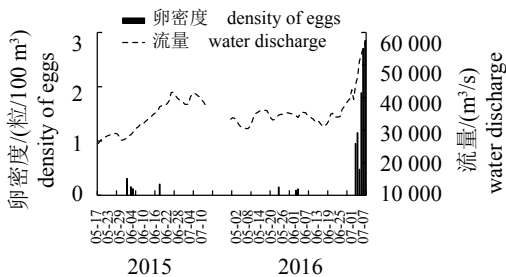 卵密度 density of eggs
流量 water discharge
卵密度/(粒/100 m³)
density of eggs
3
2
1
0
60 000
50 000
40 000
30 000
20 000
10 000
流量/(m³/s)
water discharge
05-17 05-23 05-29 06-04 06-10 06-16 06-22 06-28 07-04 07-10 05-02 05-08 05-14 05-20 05-26 06-01 06-07 06-13 06-19 06-25 07-01 07-07
2015 2016